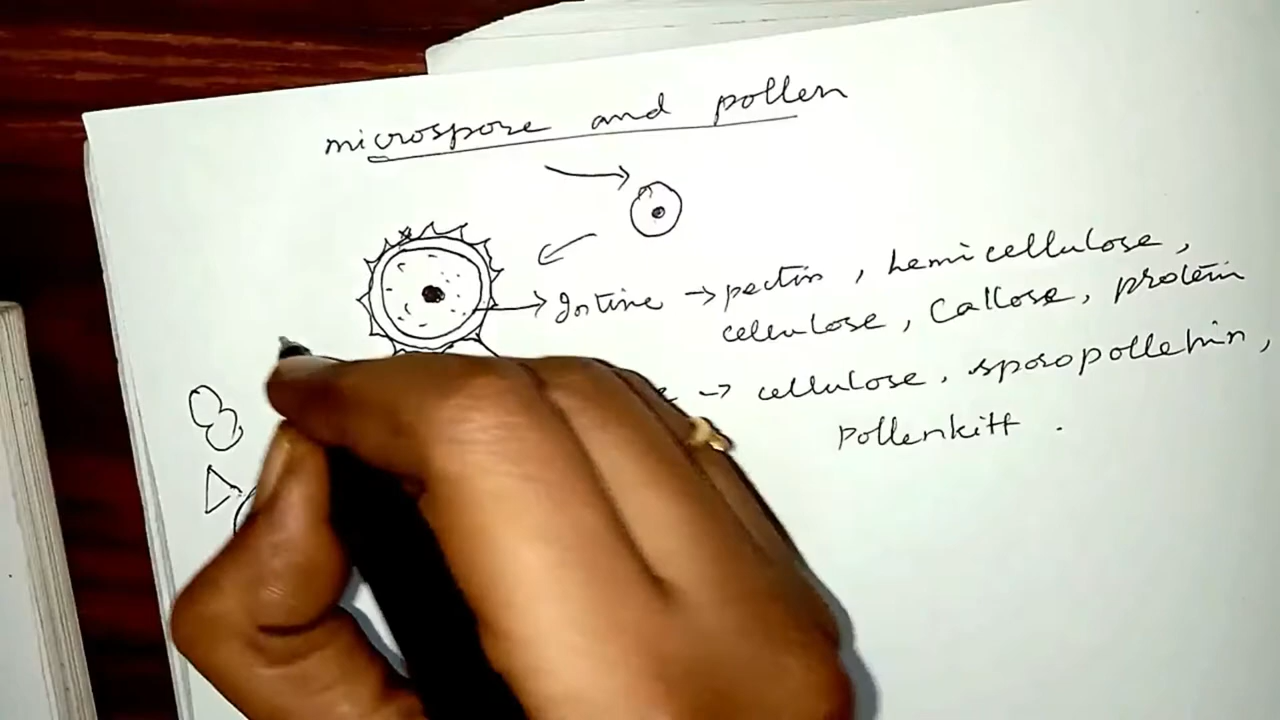 microspore and pollen
Intine → pectin, hemicellulose,
cellulose, Callose, protein
→ cellulose, sporopollenin,
Pollenkitt.